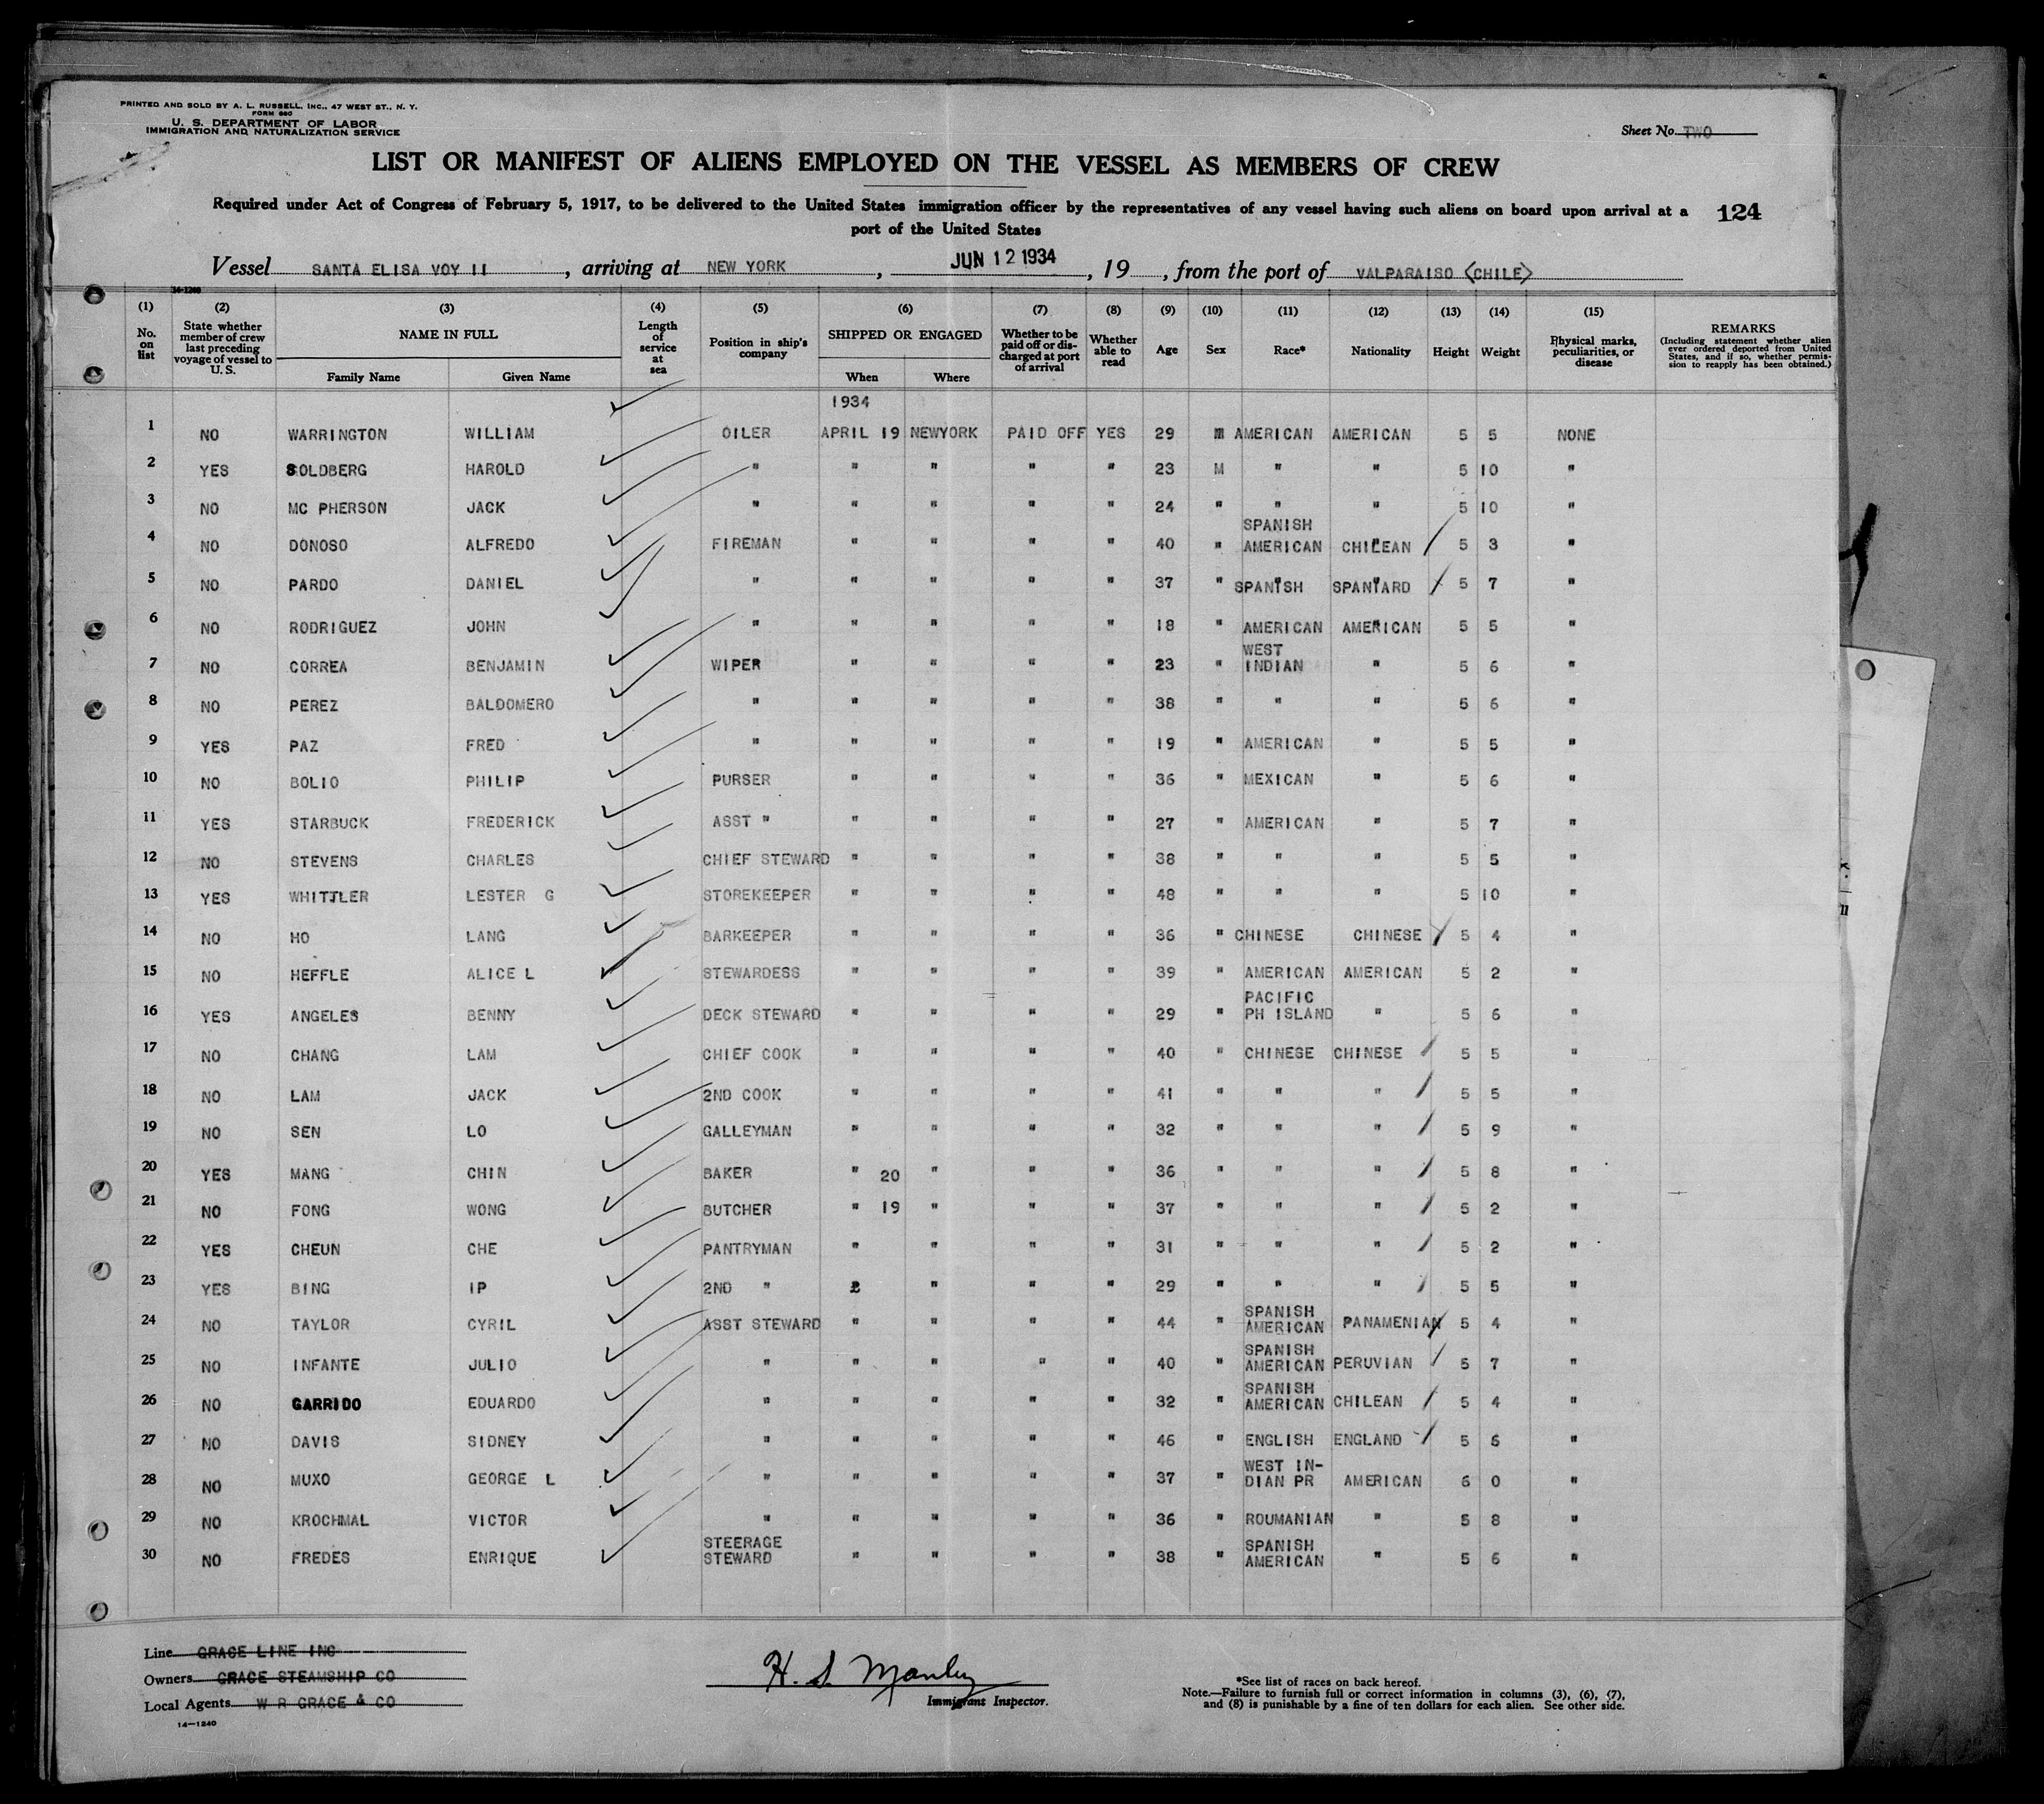 PRINTED AND SOLD BY A. L. RUSSELL, INC., 47 WEST ST., N. Y.
FORM 680
U. S. DEPARTMENT OF LABOR
IMMIGRATION AND NATURALIZATION SERVICE
Sheet No. TWO
LIST OR MANIFEST OF ALIENS EMPLOYED ON THE VESSEL AS MEMBERS OF CREW
Required under Act of Congress of February 5, 1917, to be delivered to the United States immigration officer by the representatives of any vessel having such aliens on board upon arrival at a
port of the United States
124
Vessel SANTA ELISA VOY 11, arriving at NEW YORK, JUN 12 1934, 19 , from the port of VALPARAISO (CHILE)
14-1240
(1) (2) (3) (4) (5) (6) (7) (8) (9) (10) (11) (12) (13) (14) (15)
No. on list
State whether member of crew last preceding voyage of vessel to U. S.
NAME IN FULL
Family Name Given Name
Length of service at sea
Position in ship's company
SHIPPED OR ENGAGED
When Where
Whether to be paid off or discharged at port of arrival
Whether able to read
Age Sex Race* Nationality Height Weight
Physical marks, peculiarities, or disease
REMARKS
(Including statement whether alien ever ordered deported from United States, and if so, whether permission to reapply has been obtained.)
1934
1 NO WARRINGTON WILLIAM OILER APRIL 19 NEWYORK PAID OFF YES 29 M AMERICAN AMERICAN 5 5 NONE
2 YES SOLDBERG HAROLD " " " " " 23 M " " 5 10 "
3 NO MC PHERSON JACK " " " " " 24 " " " 5 10 "
4 NO DONOSO ALFREDO FIREMAN " " " " 40 " SPANISH AMERICAN CHILEAN 5 3 "
5 NO PARDO DANIEL " " " " " 37 " SPANISH SPANIARD 5 7 "
6 NO RODRIGUEZ JOHN " " " " " 18 " AMERICAN AMERICAN 5 5 "
7 NO CORREA BENJAMIN WIPER " " " " 23 " WEST INDIAN " 5 6 "
8 NO PEREZ BALDOMERO " " " " " 38 " " " 5 6 "
9 YES PAZ FRED " " " " " 19 " AMERICAN " 5 5 "
10 NO BOLIO PHILIP PURSER " " " " 36 " MEXICAN " 5 6 "
11 YES STARBUCK FREDERICK ASST " " " " " 27 " AMERICAN " 5 7 "
12 NO STEVENS CHARLES CHIEF STEWARD " " " " 38 " " " 5 5 "
13 YES WHITTLER LESTER G STOREKEEPER " " " " 48 " " " 5 10 "
14 NO HO LANG BARKEEPER " " " " 36 " CHINESE CHINESE 5 4 "
15 NO HEFFLE ALICE L STEWARDESS " " " " 39 " AMERICAN AMERICAN 5 2 "
16 YES ANGELES BENNY DECK STEWARD " " " " 29 " PACIFIC PH ISLAND " 5 6 "
17 NO CHANG LAM CHIEF COOK " " " " 40 " CHINESE CHINESE 5 5 "
18 NO LAM JACK 2ND COOK " " " " 41 " " " 5 5 "
19 NO SEN LO GALLEYMAN " " " " 32 " " " 5 9 "
20 YES MANG CHIN BAKER " 20 " " " 36 " " " 5 8 "
21 NO FONG WONG BUTCHER " 19 " " " 37 " " " 5 2 "
22 YES CHEUN CHE PANTRYMAN " " " " 31 " " " 5 2 "
23 YES BING IP 2ND " " " " " 29 " " " 5 5 "
24 NO TAYLOR CYRIL ASST STEWARD " " " " 44 " SPANISH AMERICAN PANAMENIAN 5 4 "
25 NO INFANTE JULIO " " " " " 40 " SPANISH AMERICAN PERUVIAN 5 7 "
26 NO GARRIDO EDUARDO " " " " " 32 " SPANISH AMERICAN CHILEAN 5 4 "
27 NO DAVIS SIDNEY " " " " " 46 " ENGLISH ENGLAND 5 6 "
28 NO MUXO GEORGE L " " " " " 37 " WEST IN-DIAN PR AMERICAN 6 0 "
29 NO KROCHMAL VICTOR " " " " " 36 " ROUMANIAN " 5 8 "
30 NO FREDES ENRIQUE STEERAGE STEWARD " " " " 38 " SPANISH AMERICAN " 5 6 "
Line GRACE LINE INC
Owners GRACE STEAMSHIP CO
Local Agents W R GRACE & CO
14-1240
H. S. Manley
Immigrant Inspector.
*See list of races on back hereof.
Note.—Failure to furnish full or correct information in columns (3), (6), (7),
and (8) is punishable by a fine of ten dollars for each alien. See other side.